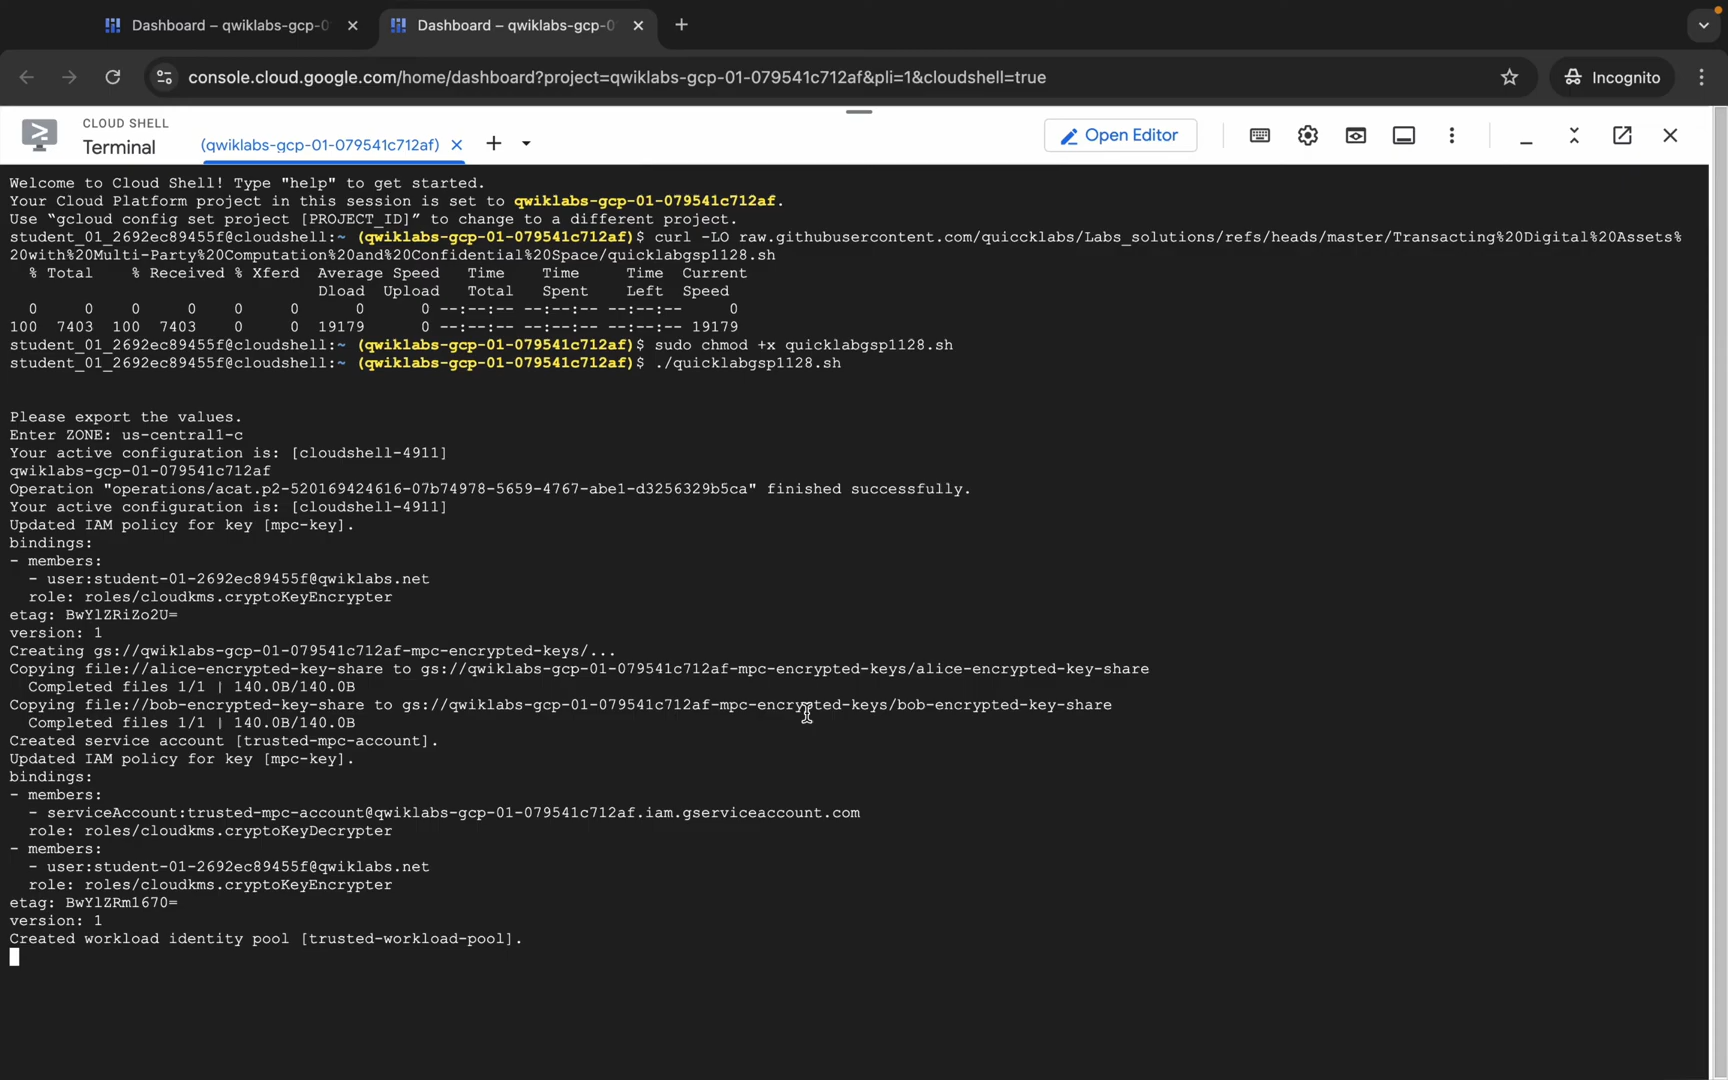 Dashboard – qwiklabs-gcp-0
Dashboard – qwiklabs-gcp-0
console.cloud.google.com/home/dashboard?project=qwiklabs-gcp-01-079541c712af&pli=1&cloudshell=true
Incognito
CLOUD SHELL
Terminal
(qwiklabs-gcp-01-079541c712af)
Open Editor
Welcome to Cloud Shell! Type "help" to get started.
Your Cloud Platform project in this session is set to qwiklabs-gcp-01-079541c712af.
Use “gcloud config set project [PROJECT_ID]” to change to a different project.
student_01_2692ec89455f@cloudshell:~ (qwiklabs-gcp-01-079541c712af)$ curl -LO raw.githubusercontent.com/quiccklabs/Labs_solutions/refs/heads/master/Transacting%20Digital%20Assets%
20with%20Multi-Party%20Computation%20and%20Confidential%20Space/quicklabgsp1128.sh
% Total % Received % Xferd Average Speed Time Time Time Current
Dload Upload Total Spent Left Speed
0 0 0 0 0 0 0 0 --:--:-- --:--:-- --:--:-- 0
100 7403 100 7403 0 0 19179 0 --:--:-- --:--:-- --:--:-- 19179
student_01_2692ec89455f@cloudshell:~ (qwiklabs-gcp-01-079541c712af)$ sudo chmod +x quicklabgsp1128.sh
student_01_2692ec89455f@cloudshell:~ (qwiklabs-gcp-01-079541c712af)$ ./quicklabgsp1128.sh
Please export the values.
Enter ZONE: us-central1-c
Your active configuration is: [cloudshell-4911]
qwiklabs-gcp-01-079541c712af
Operation "operations/acat.p2-520169424616-07b74978-5659-4767-abe1-d3256329b5ca" finished successfully.
Your active configuration is: [cloudshell-4911]
Updated IAM policy for key [mpc-key].
bindings:
- members:
- user:student-01-2692ec89455f@qwiklabs.net
role: roles/cloudkms.cryptoKeyEncrypter
etag: BwYlZRiZo2U=
version: 1
Creating gs://qwiklabs-gcp-01-079541c712af-mpc-encrypted-keys/...
Copying file://alice-encrypted-key-share to gs://qwiklabs-gcp-01-079541c712af-mpc-encrypted-keys/alice-encrypted-key-share
Completed files 1/1 | 140.0B/140.0B
Copying file://bob-encrypted-key-share to gs://qwiklabs-gcp-01-079541c712af-mpc-encrypted-keys/bob-encrypted-key-share
Completed files 1/1 | 140.0B/140.0B
Created service account [trusted-mpc-account].
Updated IAM policy for key [mpc-key].
bindings:
- members:
- serviceAccount:trusted-mpc-account@qwiklabs-gcp-01-079541c712af.iam.gserviceaccount.com
role: roles/cloudkms.cryptoKeyDecrypter
- members:
- user:student-01-2692ec89455f@qwiklabs.net
role: roles/cloudkms.cryptoKeyEncrypter
etag: BwYlZRm1670=
version: 1
Created workload identity pool [trusted-workload-pool].